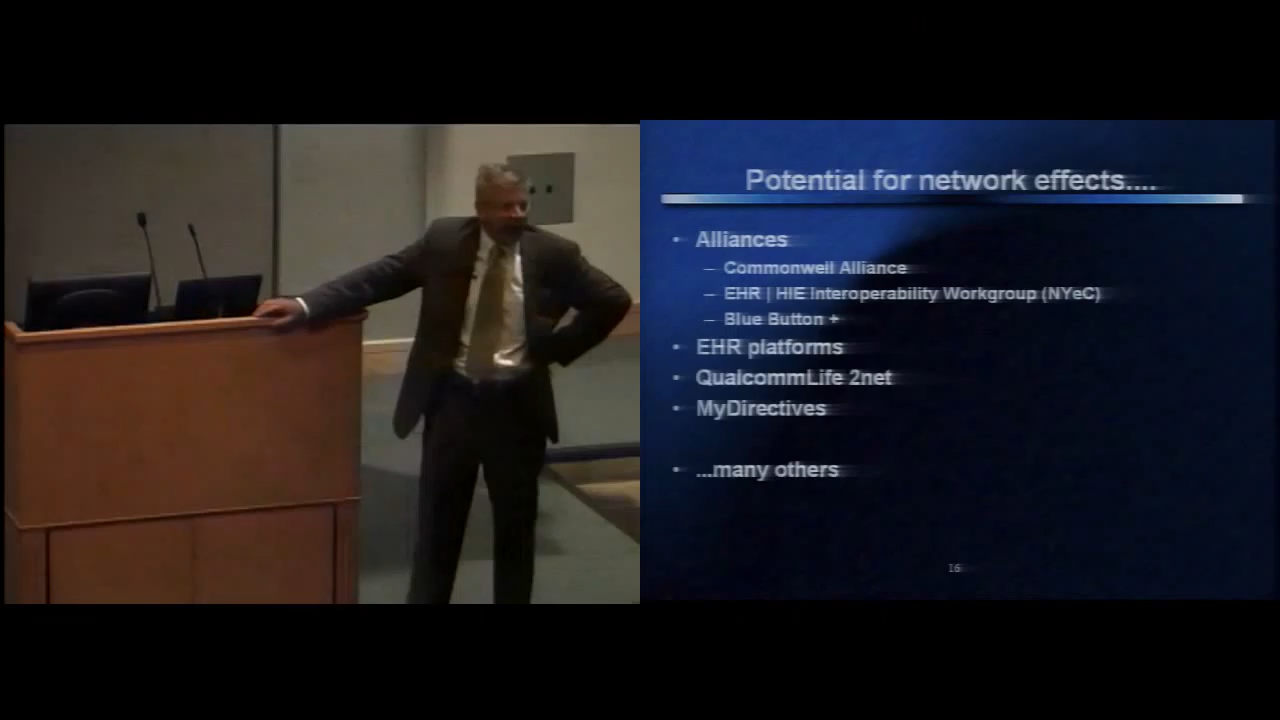 Potential for network effects....
• Alliances
– Commonwell Alliance
– EHR | HIE Interoperability Workgroup (NYeC)
– Blue Button +
• EHR platforms
• QualcommLife 2net
• MyDirectives
• ...many others
16